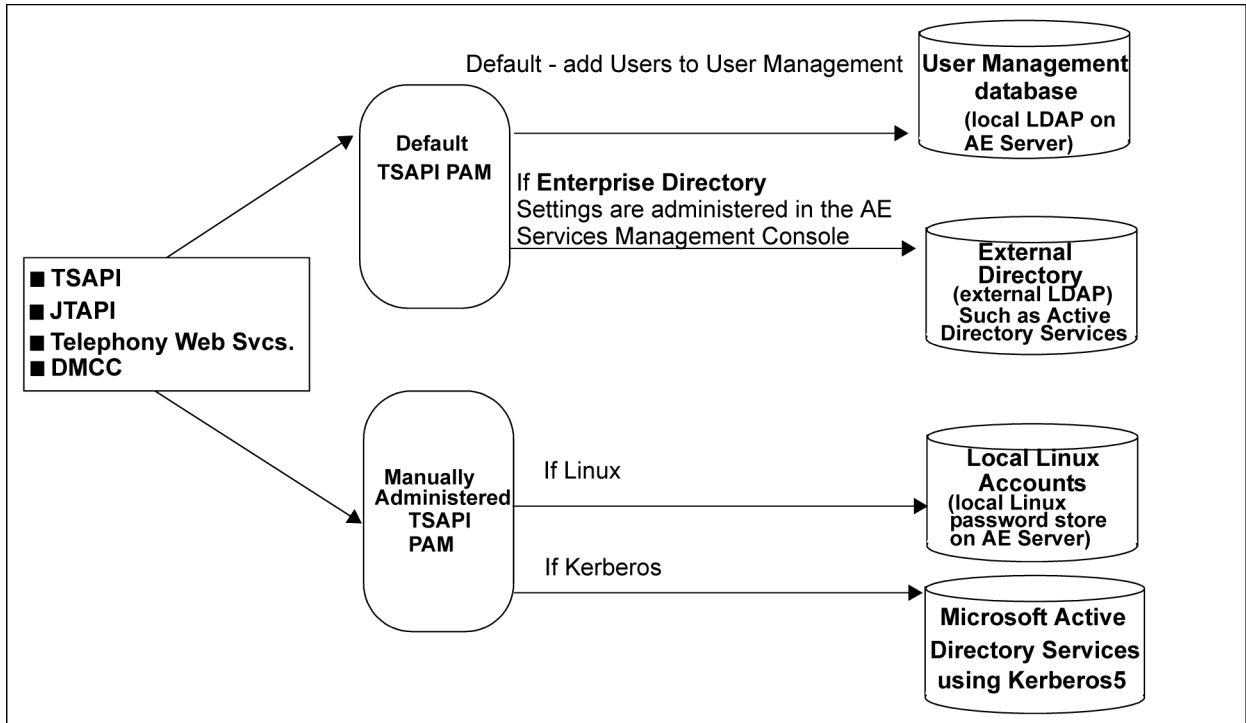 Default - add Users to User Management
User Management
database
(local LDAP on
AE Server)
Default
TSAPI PAM
If Enterprise Directory
Settings are administered in the AE
Services Management Console
External
Directory
(external LDAP)
Such as Active
Directory Services
■ TSAPI
■ JTAPI
■ Telephony Web Svcs.
■ DMCC
Manually
Administered
TSAPI
PAM
If Linux
Local Linux
Accounts
(local Linux
password store
on AE Server)
If Kerberos
Microsoft Active
Directory Services
using Kerberos5